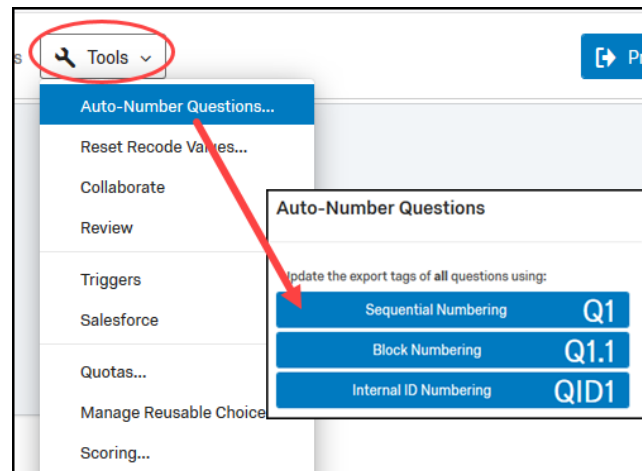 s
Tools
Pr
Auto-Number Questions...
Reset Recode Values...
Collaborate
Review
Triggers
Salesforce
Quotas...
Manage Reusable Choice
Scoring...
Auto-Number Questions
Update the export tags of all questions using:
Sequential Numbering Q1
Block Numbering Q1.1
Internal ID Numbering QID1